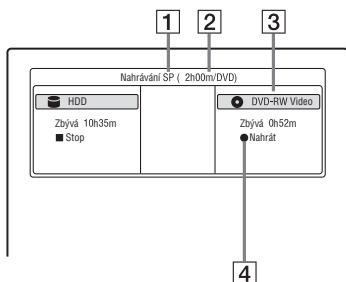 1 2 3
Nahrávání SP ( 2h00m/DVD)
HDD
Zbývá 10h35m
Stop
DVD-RW Video
Zbývá 0h52m
Nahrát
4